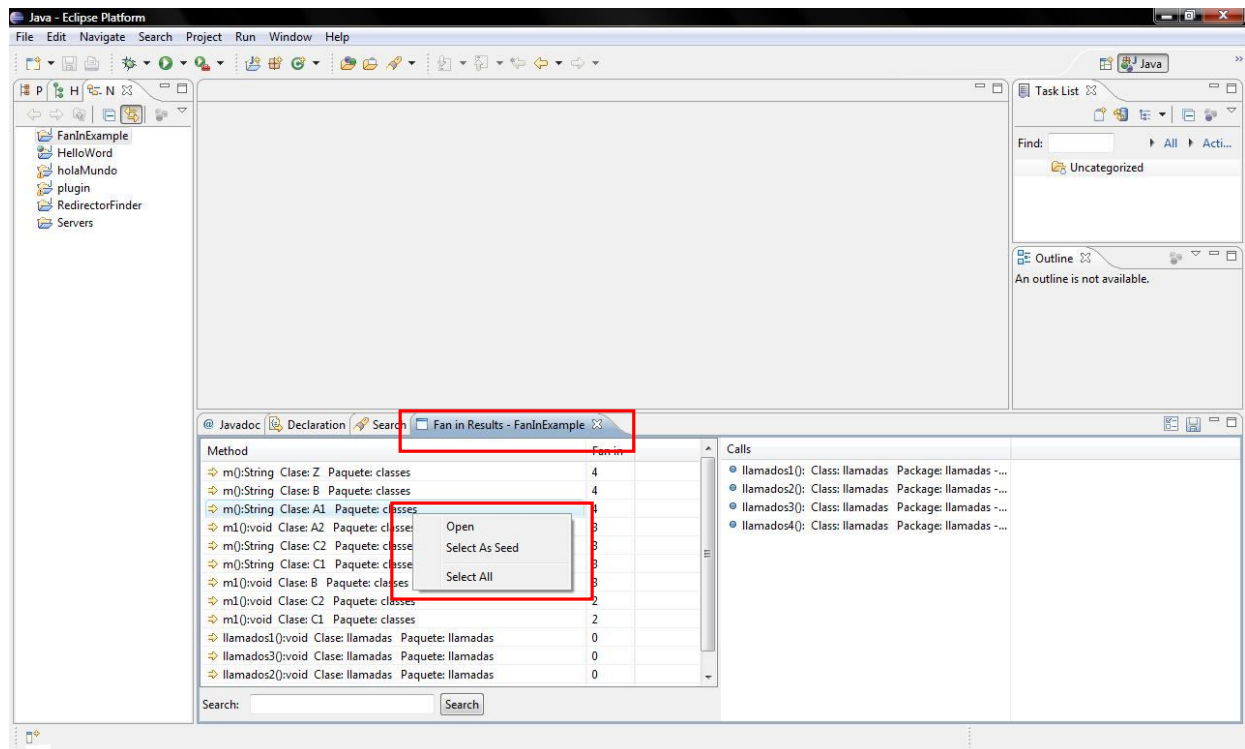 Java - Eclipse Platform
File Edit Navigate Search Project Run Window Help
Java
»
P H N
FanInExample
HelloWord
holaMundo
plugin
RedirectorFinder
Servers
Task List
Find: All Acti...
Uncategorized
Outline
An outline is not available.
@ Javadoc Declaration Search Fan in Results - FanInExample
Method Fan in
m():String Clase: Z Paquete: classes 4
m():String Clase: B Paquete: classes 4
m():String Clase: A1 Paquete: classes 4
m1():void Clase: A2 Paquete: classes 3
m():String Clase: C2 Paquete: classe 3
m():String Clase: C1 Paquete: classe 3
m1():void Clase: B Paquete: classes 3
m1():void Clase: C2 Paquete: classes 2
m1():void Clase: C1 Paquete: classes 2
llamados1():void Clase: llamadas Paquete: llamadas 0
llamados3():void Clase: llamadas Paquete: llamadas 0
llamados2():void Clase: llamadas Paquete: llamadas 0
Open
Select As Seed
Select All
Search: Search
Calls
llamados1(): Class: llamadas Package: llamadas -...
llamados2(): Class: llamadas Package: llamadas -...
llamados3(): Class: llamadas Package: llamadas -...
llamados4(): Class: llamadas Package: llamadas -...